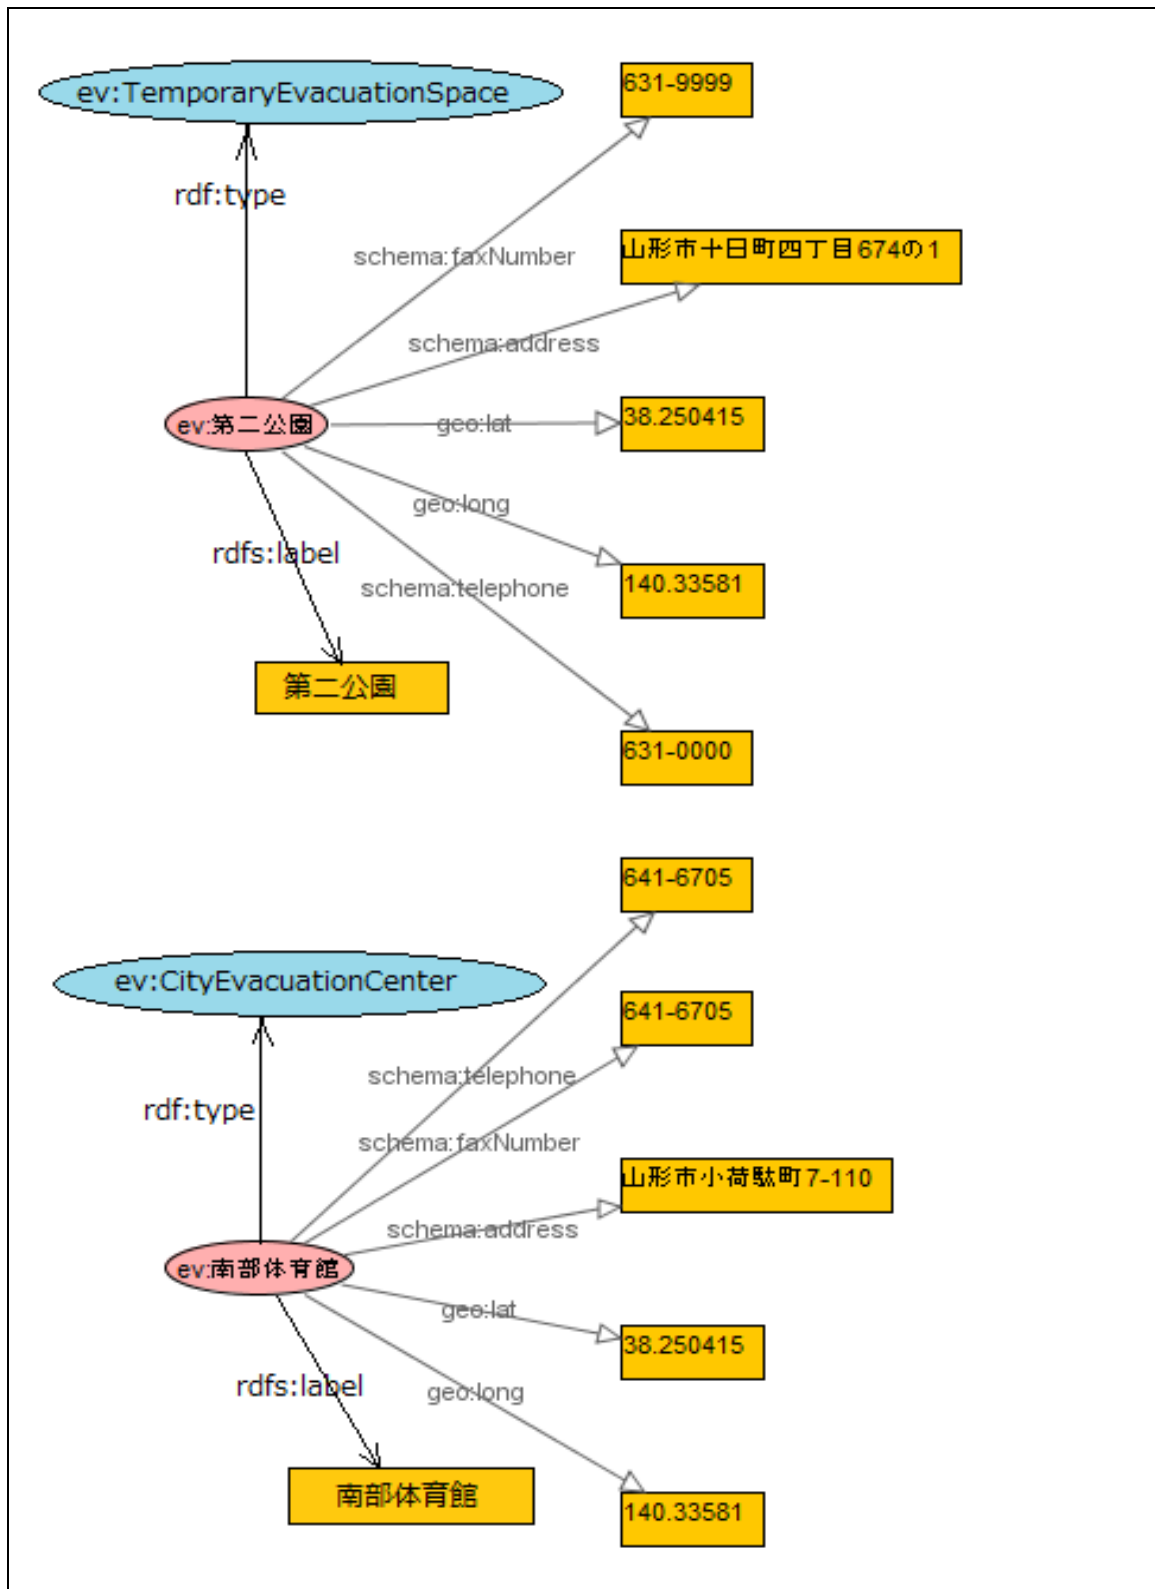 ev:TemporaryEvacuationSpace
631-9999
rdf:type
schema:faxNumber
山形市十日町四丁目674の1
schema:address
ev:第二公園
geo:lat
38.250415
geo:long
rdfs:label
schema:telephone
140.33581
第二公園
631-0000
641-6705
ev:CityEvacuationCenter
641-6705
schema:telephone
rdf:type
schema:faxNumber
山形市小荷駄町7-110
schema:address
ev:南部体育館
geo:lat
38.250415
rdfs:label
geo:long
南部体育館
140.33581